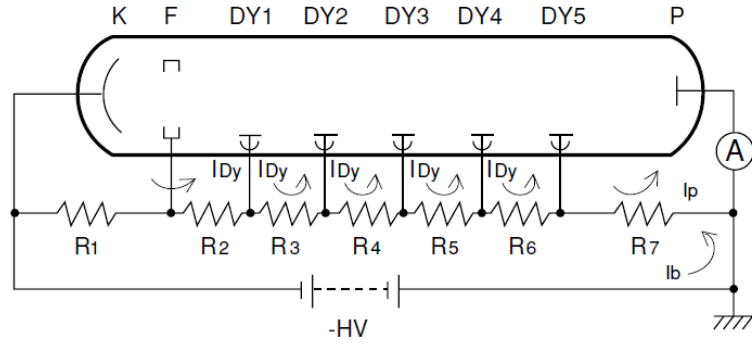 K F DY1 DY2 DY3 DY4 DY5 P
A
IDy IDy IDy IDy IDy Ip
R1 R2 R3 R4 R5 R6 R7
Ib
-HV